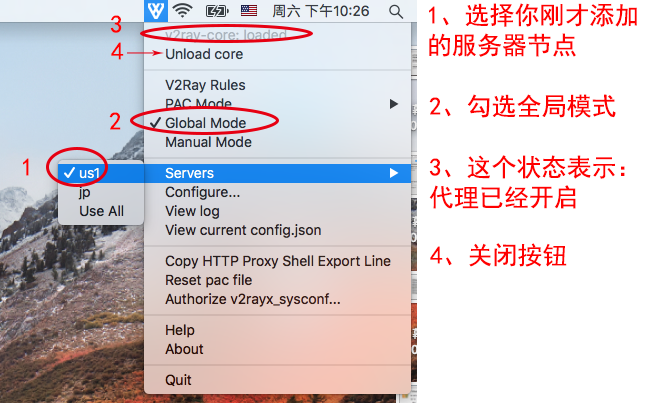 周六 下午10:26
3
v2ray-core: loaded
4
Unload core
V2Ray Rules
PAC Mode
2
Global Mode
Manual Mode
1
us1
Servers
jp
Configure...
Use All
View log
View current config.json
Copy HTTP Proxy Shell Export Line
Reset pac file
Authorize v2rayx_sysconf...
Help
About
Quit
1、选择你刚才添加
的服务器节点
2、勾选全局模式
3、这个状态表示：
代理已经开启
4、关闭按钮